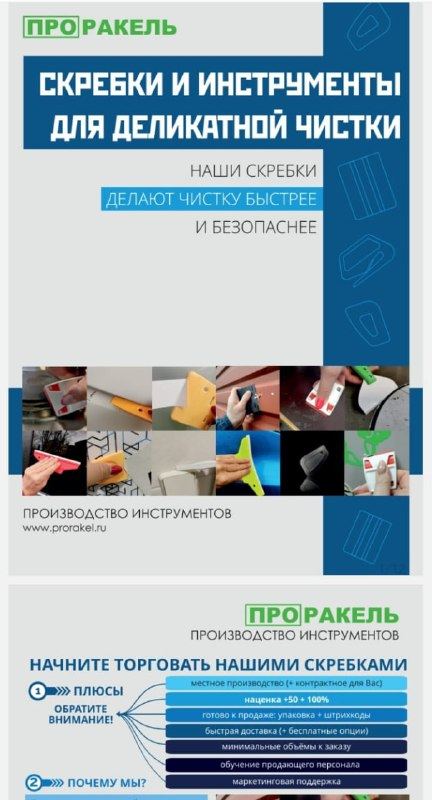 ПРОРАКЕЛЬ
СКРЕБКИ И ИНСТРУМЕНТЫ
ДЛЯ ДЕЛИКАТНОЙ ЧИСТКИ
НАШИ СКРЕБКИ
ДЕЛАЮТ ЧИСТКУ БЫСТРЕЕ
И БЕЗОПАСНЕЕ
ПРОИЗВОДСТВО ИНСТРУМЕНТОВ
www.prorakel.ru
1/12
ПРОРАКЕЛЬ
ПРОИЗВОДСТВО ИНСТРУМЕНТОВ
НАЧНИТЕ ТОРГОВАТЬ НАШИМИ СКРЕБКАМИ
1 ПЛЮСЫ
ОБРАТИТЕ
ВНИМАНИЕ!
местное производство (+ контрактное для Вас)
наценка +50 + 100%
готово к продаже: упаковка + штрихкоды
быстрая доставка (+ бесплатные опции)
минимальные объёмы к заказу
обучение продающего персонала
маркетинговая поддержка
2 ПОЧЕМУ МЫ?